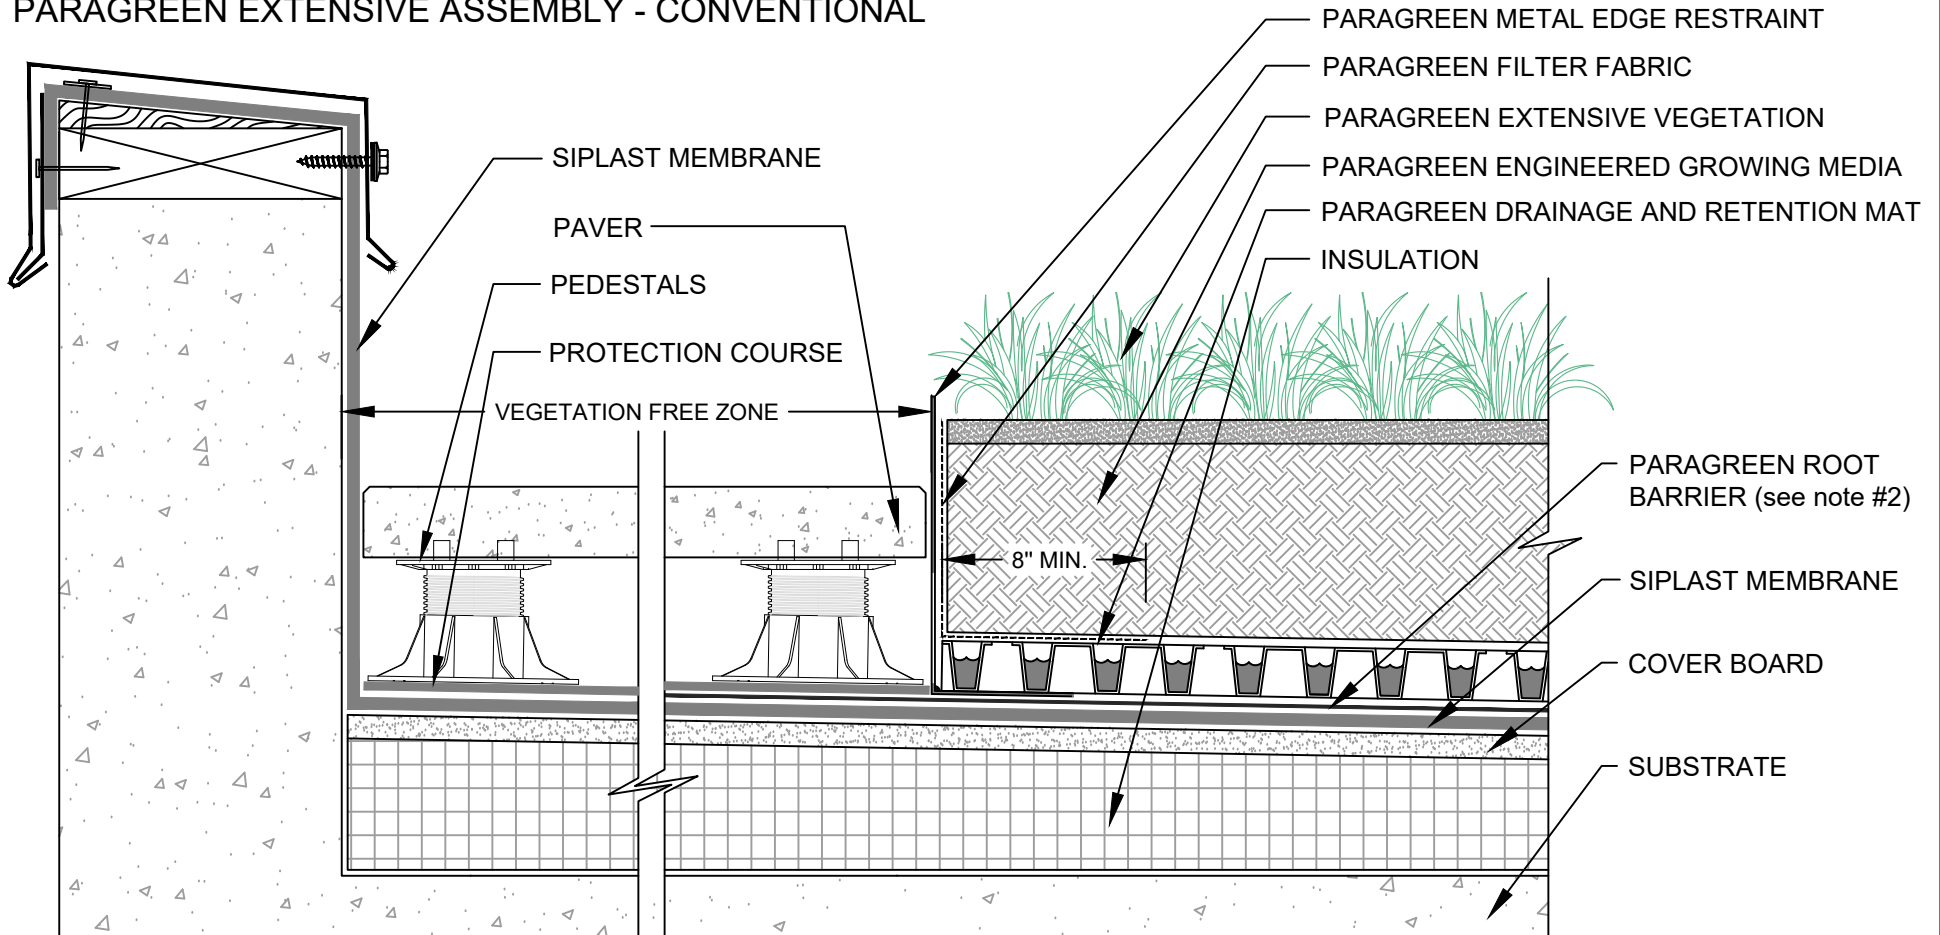 PARAGREEN EXTENSIVE ASSEMBLY - CONVENTIONAL
PARAGREEN METAL EDGE RESTRAINT
PARAGREEN FILTER FABRIC
PARAGREEN EXTENSIVE VEGETATION
PARAGREEN ENGINEERED GROWING MEDIA
PARAGREEN DRAINAGE AND RETENTION MAT
INSULATION
SIPLAST MEMBRANE
PAVER
PEDESTALS
PROTECTION COURSE
VEGETATION FREE ZONE
8" MIN.
PARAGREEN ROOT
BARRIER (see note #2)
SIPLAST MEMBRANE
COVER BOARD
SUBSTRATE